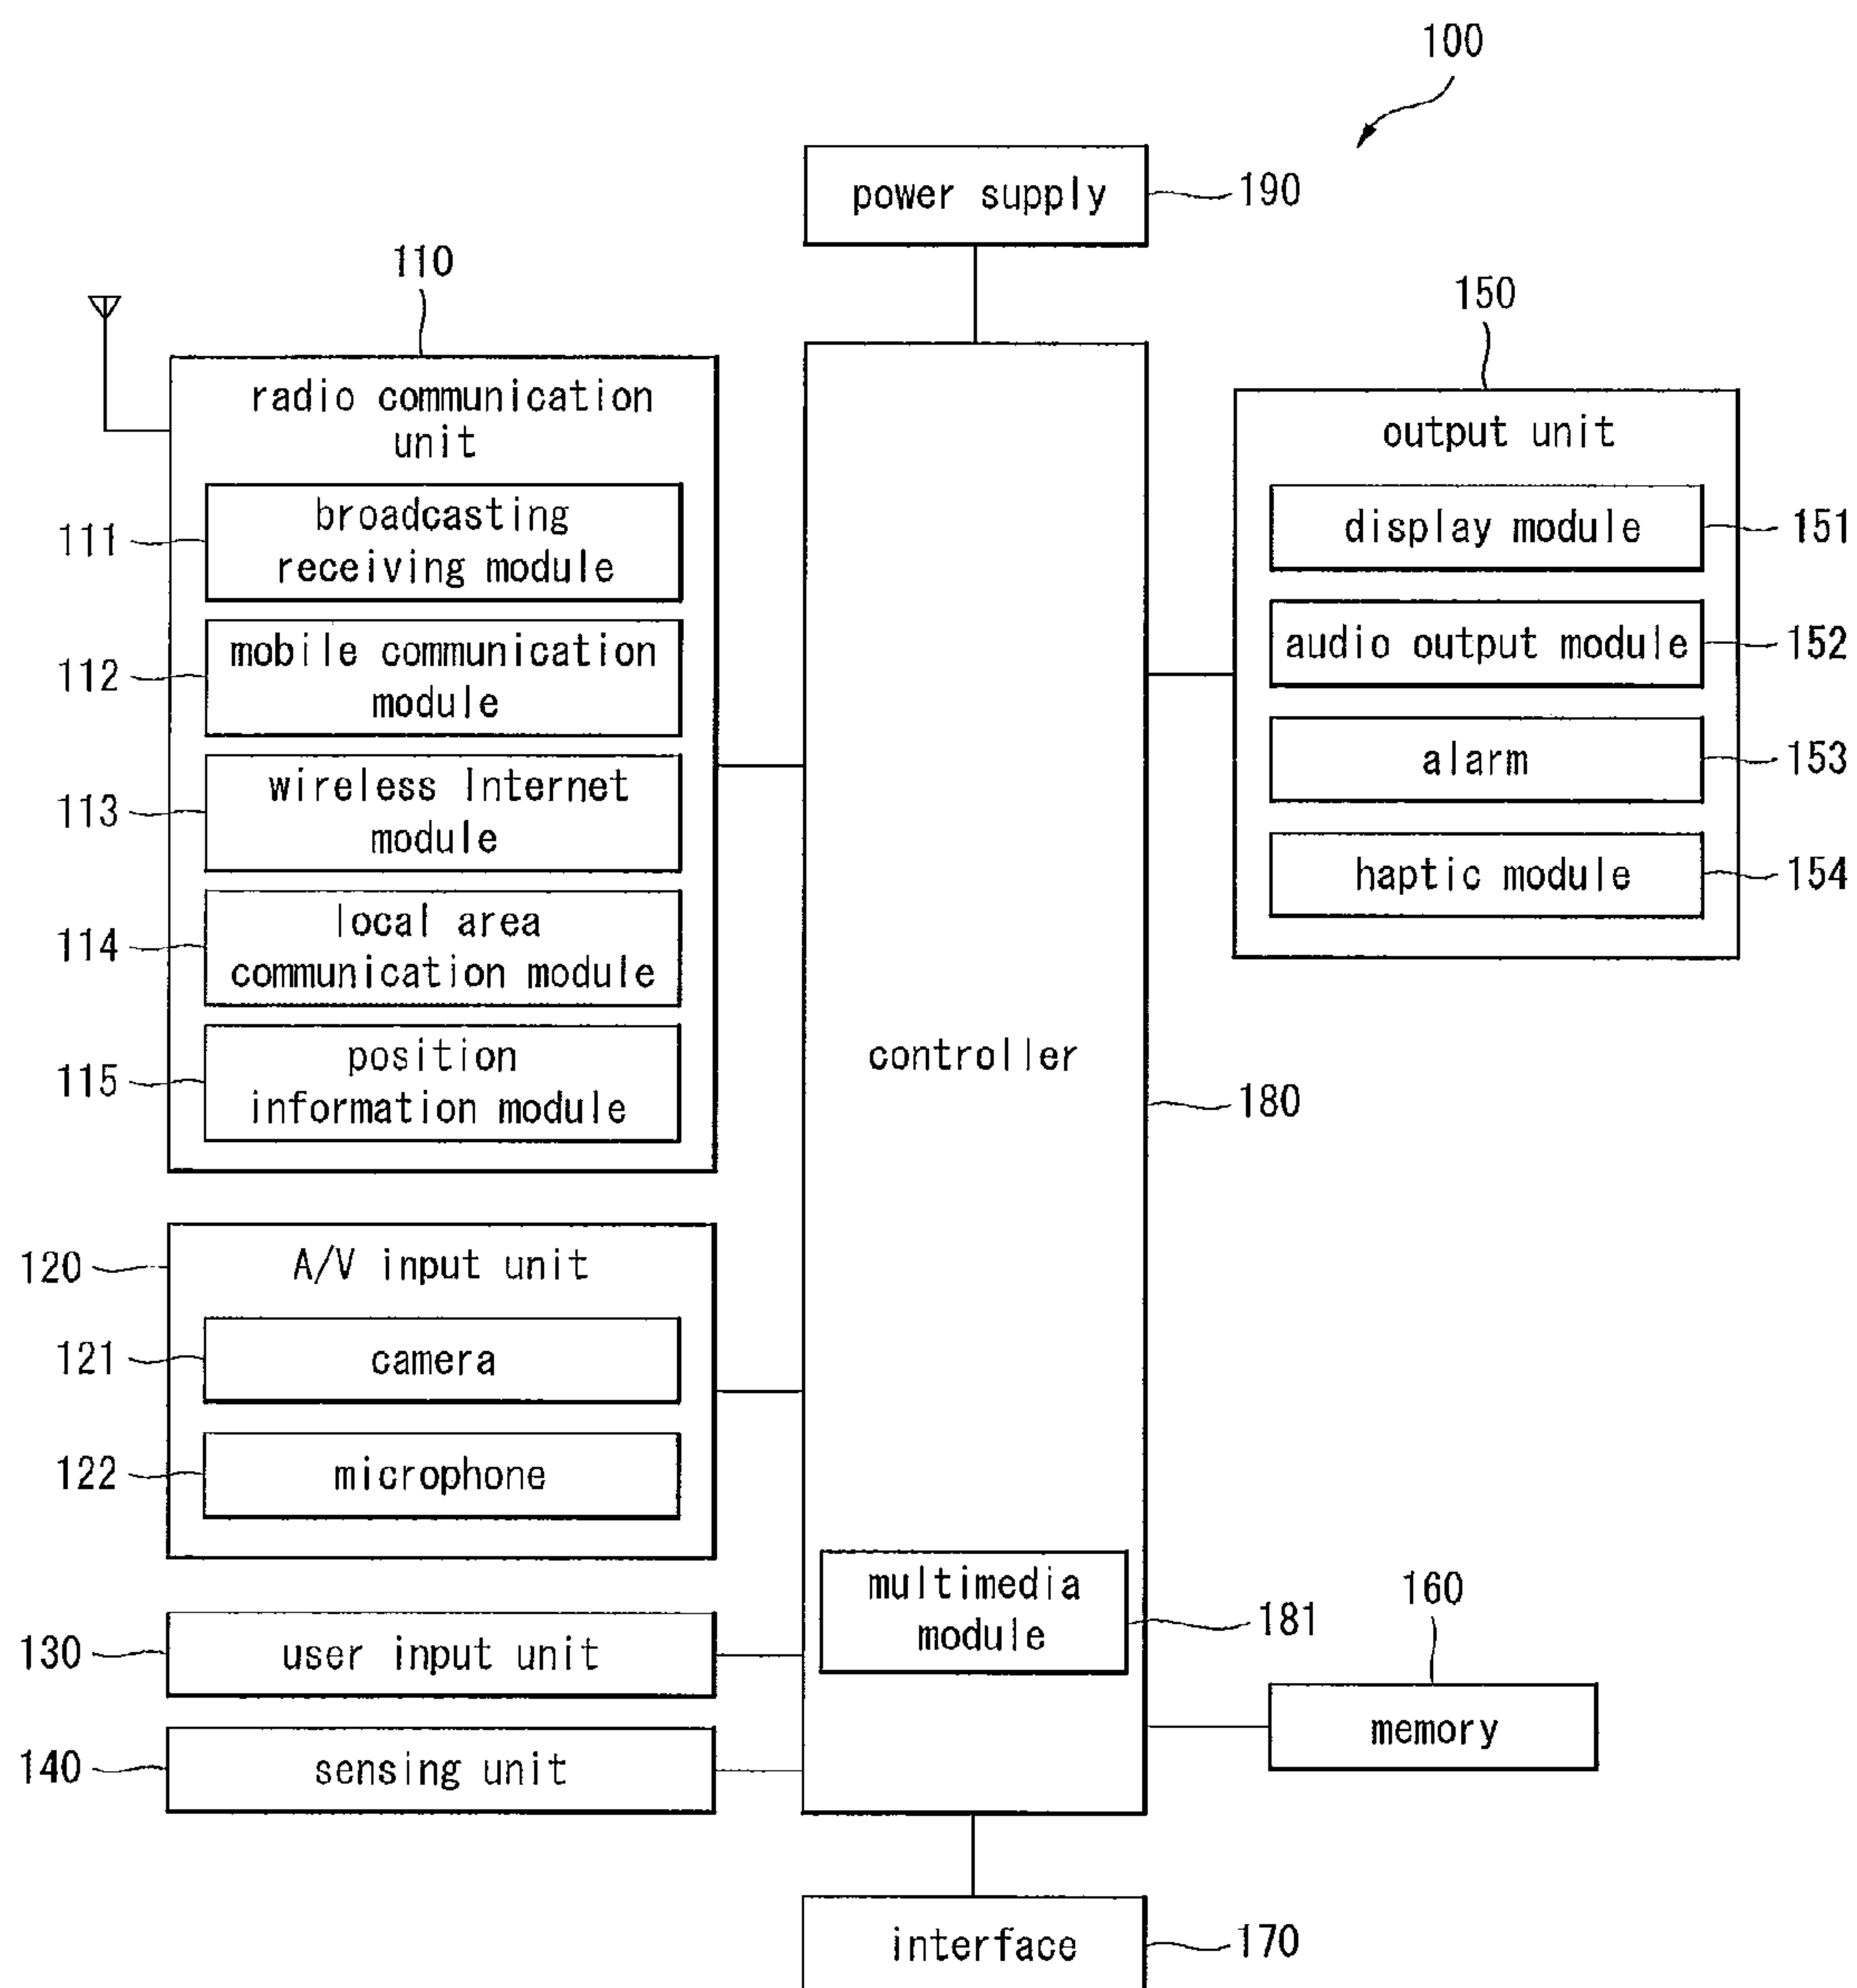 100
power supply
190
110
radio communication
unit
111
broadcasting
receiving module
112
mobile communication
module
113
wireless Internet
module
114
local area
communication module
115
position
information module
150
output unit
display module
151
audio output module
152
alarm
153
haptic module
154
controller
180
120
A/V input unit
121
camera
122
microphone
multimedia
module
181
130
user input unit
140
sensing unit
160
memory
interface
170